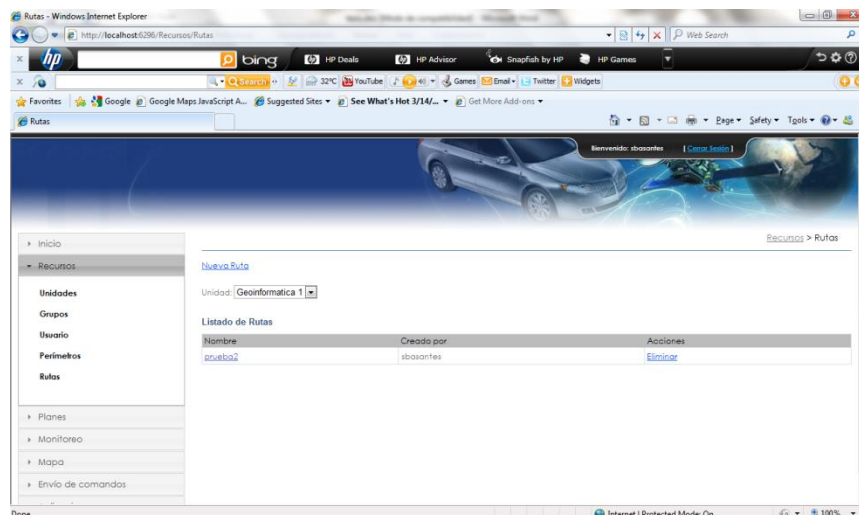 Rutas - Windows Internet Explorer
http://localhost:6296/Recursos/Rutas
Web Search
hp
bing
HP Deals
HP Advisor
Snapfish by HP
HP Games
Search
32°C
YouTube
Games
Email
Twitter
Widgets
Favorites
Google
Google Maps JavaScript A...
Suggested Sites
See What's Hot 3/14/...
Get More Add-ons
Rutas
Page
Safety
Tools
Bienvenido: sbasantes
[ Cerrar Sesión ]
Recursos > Rutas
Inicio
Recursos
Unidades
Grupos
Usuario
Perímetros
Rutas
Planes
Monitoreo
Mapa
Envío de comandos
Nueva Ruta
Unidad: Geoinformatica 1
Listado de Rutas
Nombre Creado por Acciones
prueba2 sbasantes Eliminar
Done
Internet | Protected Mode: On
100%